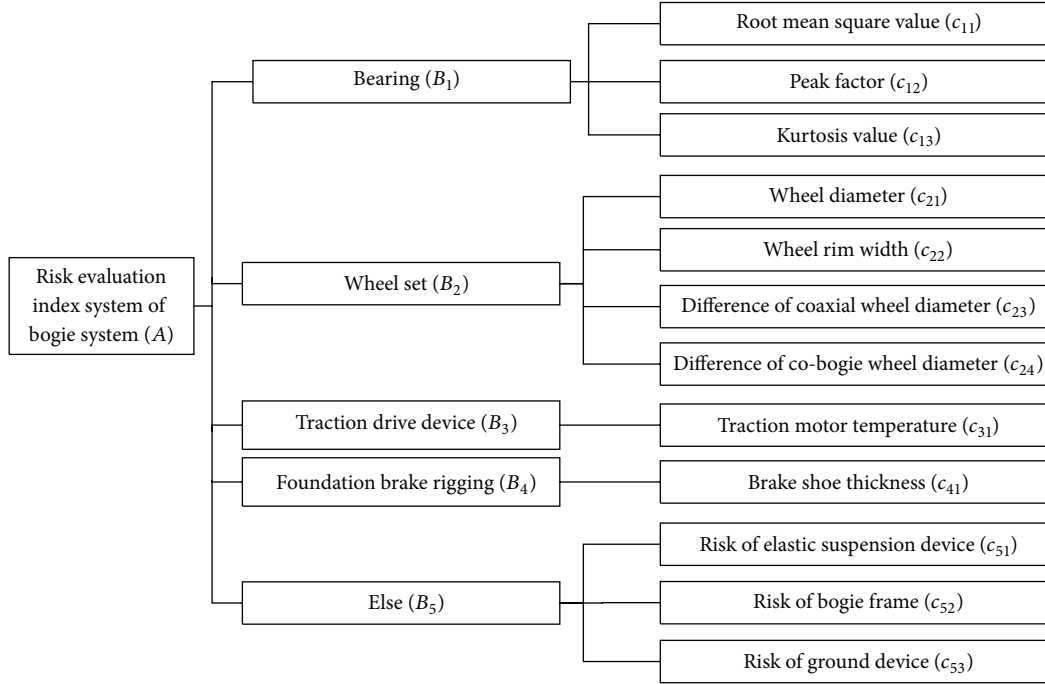 Root mean square value (c₁₁)
Bearing (B₁)
Peak factor (c₁₂)
Kurtosis value (c₁₃)
Wheel diameter (c₂₁)
Wheel rim width (c₂₂)
Risk evaluation
index system of
bogie system (A)
Wheel set (B₂)
Difference of coaxial wheel diameter (c₂₃)
Difference of co-bogie wheel diameter (c₂₄)
Traction drive device (B₃)
Traction motor temperature (c₃₁)
Foundation brake rigging (B₄)
Brake shoe thickness (c₄₁)
Risk of elastic suspension device (c₅₁)
Else (B₅)
Risk of bogie frame (c₅₂)
Risk of ground device (c₅₃)